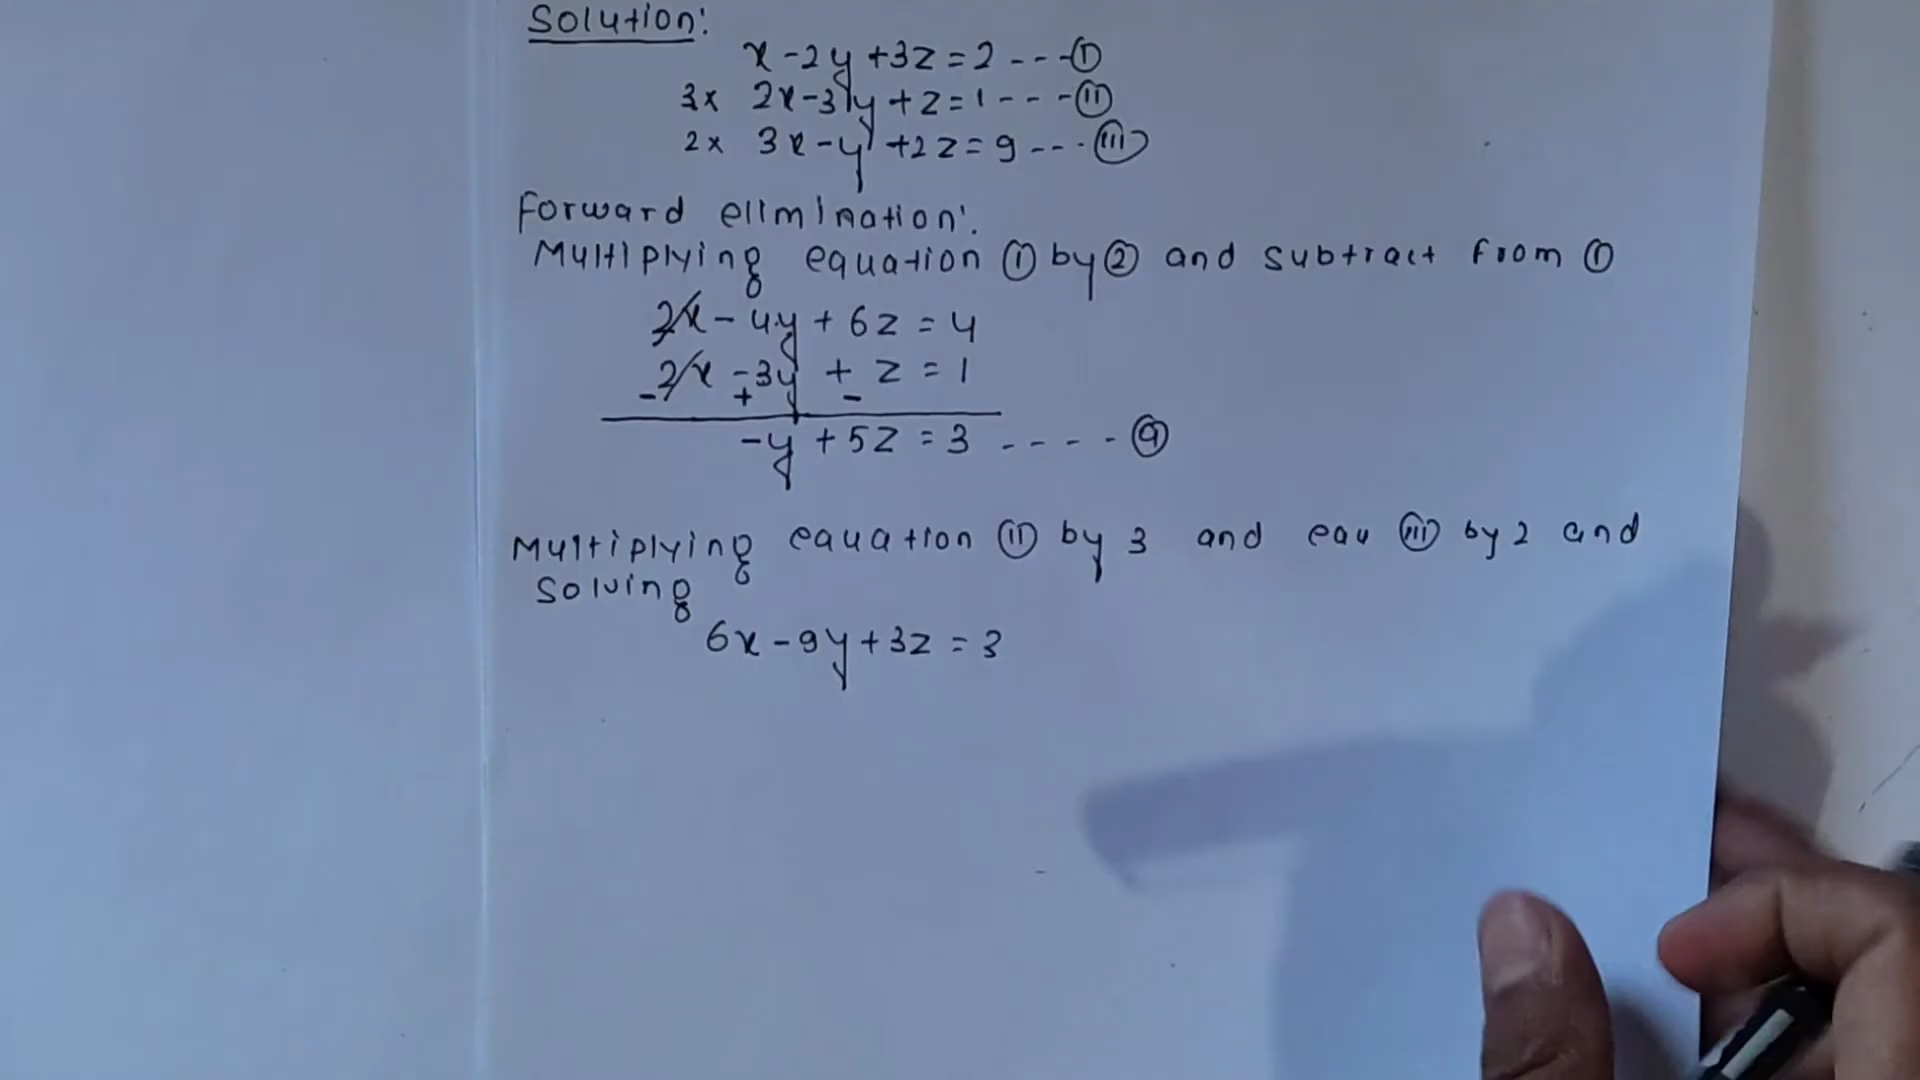 Solution:
x - 2y + 3z = 2 - - - (I)
3x 2x - 3y + z = 1 - - - (II)
2x 3x - y + 2z = 9 - - - (III)
Forward elimination:
Multiplying equation (I) by (2) and subtract from (I)
2x - 4y + 6z = 4
2x - 3y + z = 1
- + -
-y + 5z = 3 - - - - (a)
Multiplying equation (II) by 3 and equ (III) by 2 and
solving
6x - 9y + 3z = 3